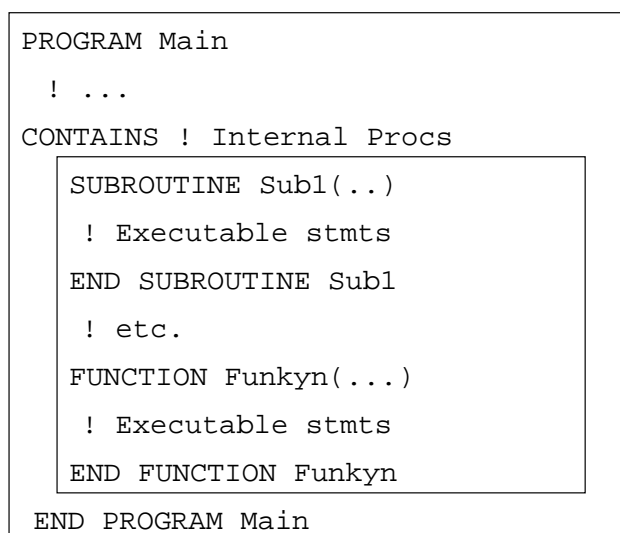 PROGRAM Main
! ...
CONTAINS ! Internal Procs
SUBROUTINE Sub1(..)
! Executable stmts
END SUBROUTINE Sub1
! etc.
FUNCTION Funkyn(...)
! Executable stmts
END FUNCTION Funkyn
END PROGRAM Main